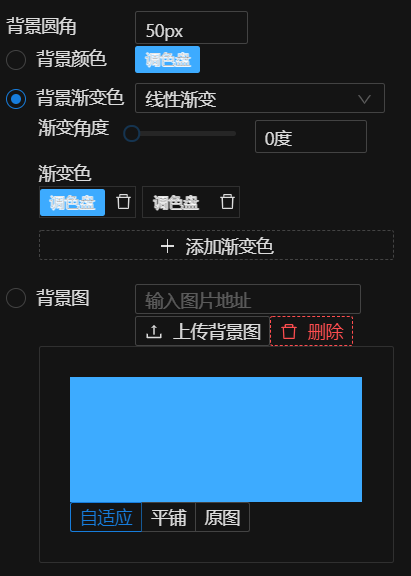 背景圆角 50px
背景颜色 调色盘
背景渐变色 线性渐变
渐变角度 0度
渐变色
调色盘 调色盘
添加渐变色
背景图 输入图片地址
上传背景图 删除
自适应 平铺 原图